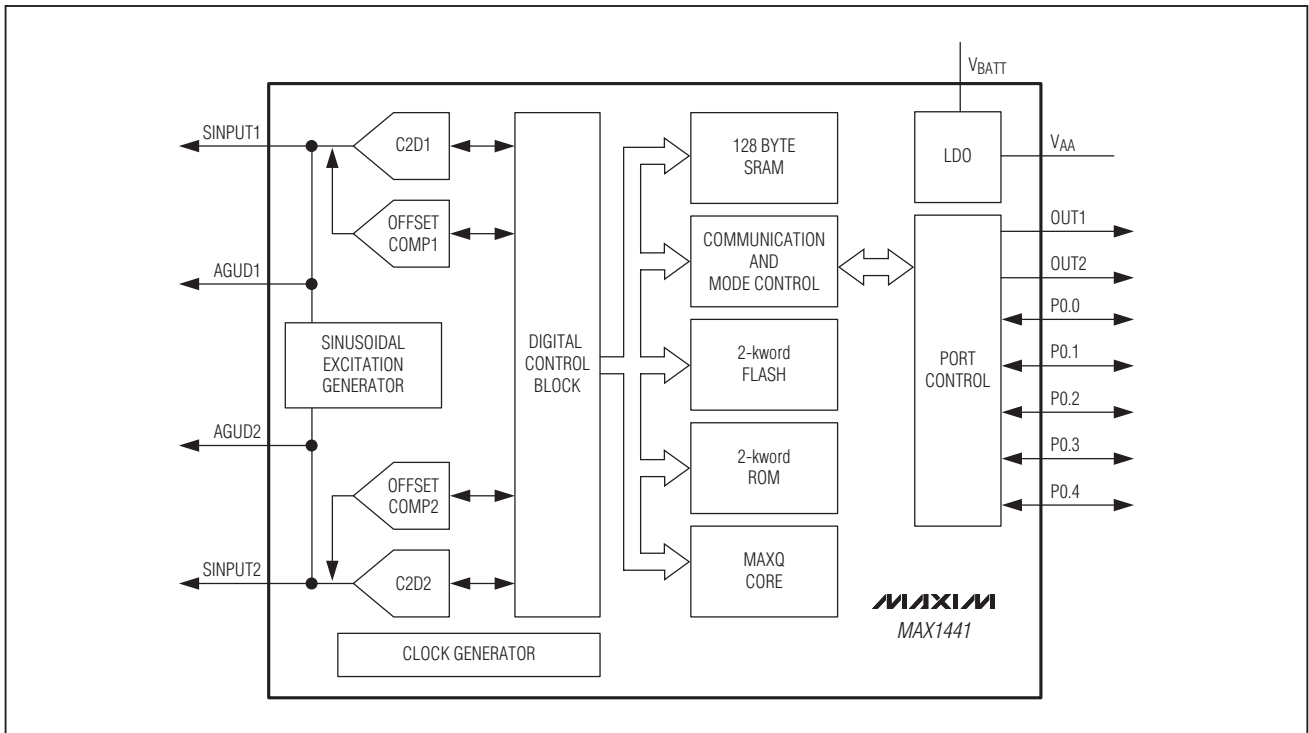 VBATT
SINPUT1
C2D1
OFFSET
COMP1
AGUD1
SINUSOIDAL
EXCITATION
GENERATOR
AGUD2
OFFSET
COMP2
SINPUT2
C2D2
CLOCK GENERATOR
DIGITAL
CONTROL
BLOCK
128 BYTE
SRAM
COMMUNICATION
AND
MODE CONTROL
2-kword
FLASH
2-kword
ROM
MAXQ
CORE
LDO
VAA
PORT
CONTROL
OUT1
OUT2
P0.0
P0.1
P0.2
P0.3
P0.4
MAXIM
MAX1441